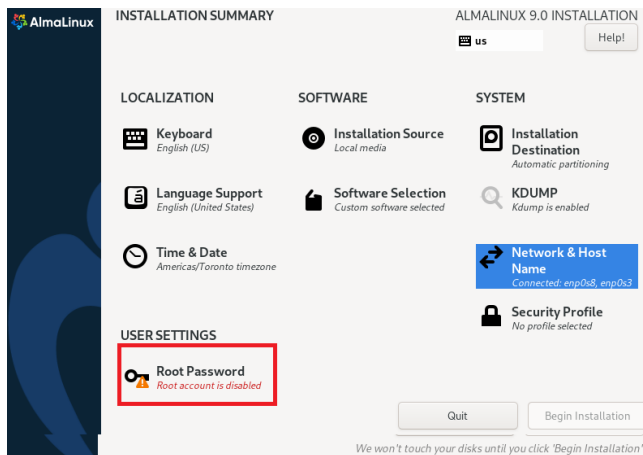 AlmaLinux
INSTALLATION SUMMARY
ALMALINUX 9.0 INSTALLATION
us
Help!
LOCALIZATION
Keyboard
English (US)
Language Support
English (United States)
Time & Date
Americas/Toronto timezone
SOFTWARE
Installation Source
Local media
Software Selection
Custom software selected
SYSTEM
Installation
Destination
Automatic partitioning
KDUMP
Kdump is enabled
Network & Host
Name
Connected: enp0s8, enp0s3
Security Profile
No profile selected
USER SETTINGS
Root Password
Root account is disabled
Quit
Begin Installation
We won't touch your disks until you click 'Begin Installation'